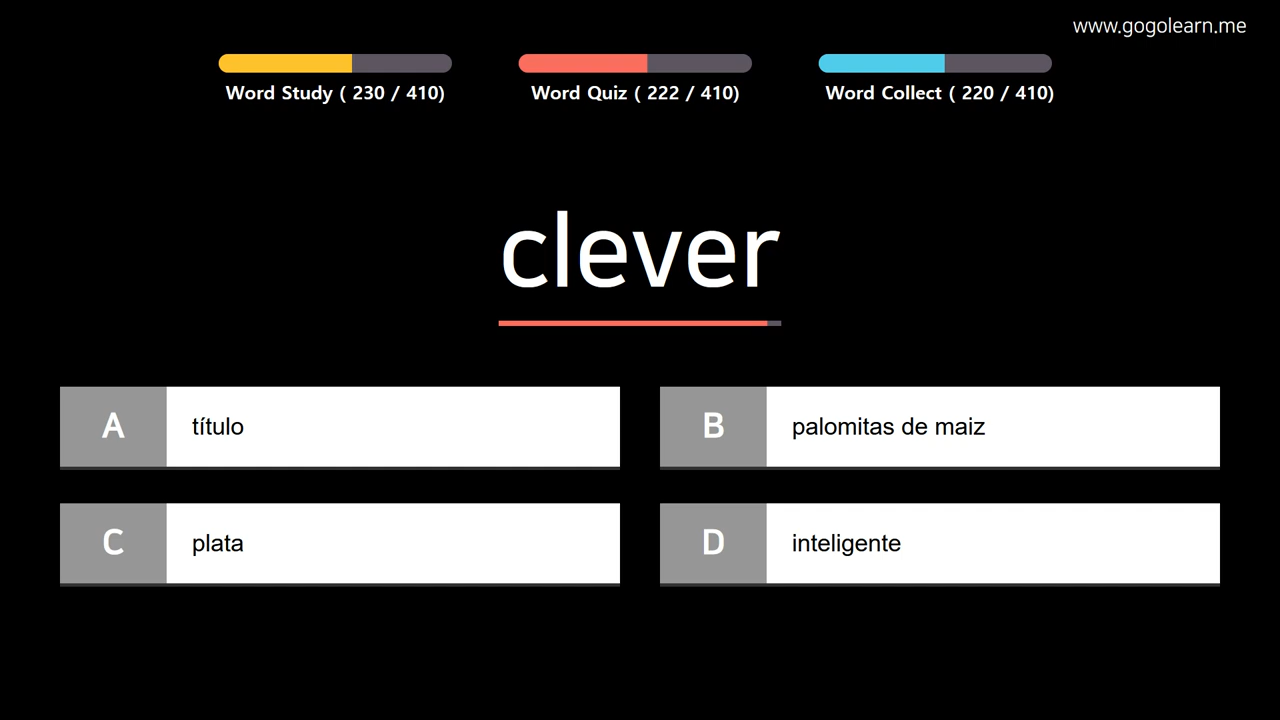 www.gogolearn.me
Word Study ( 230 / 410)
Word Quiz ( 222 / 410)
Word Collect ( 220 / 410)
clever
A título
B palomitas de maiz
C plata
D inteligente